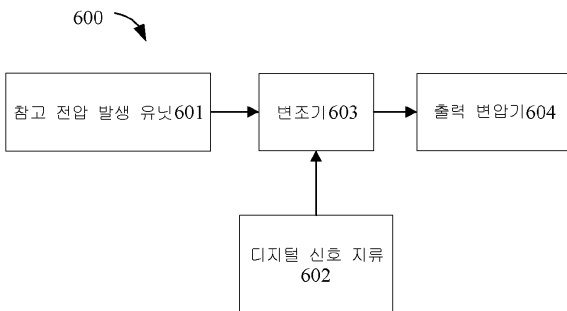 600
참고 전압 발생 유닛601
변조기603
출력 변압기604
디지털 신호 지류
602